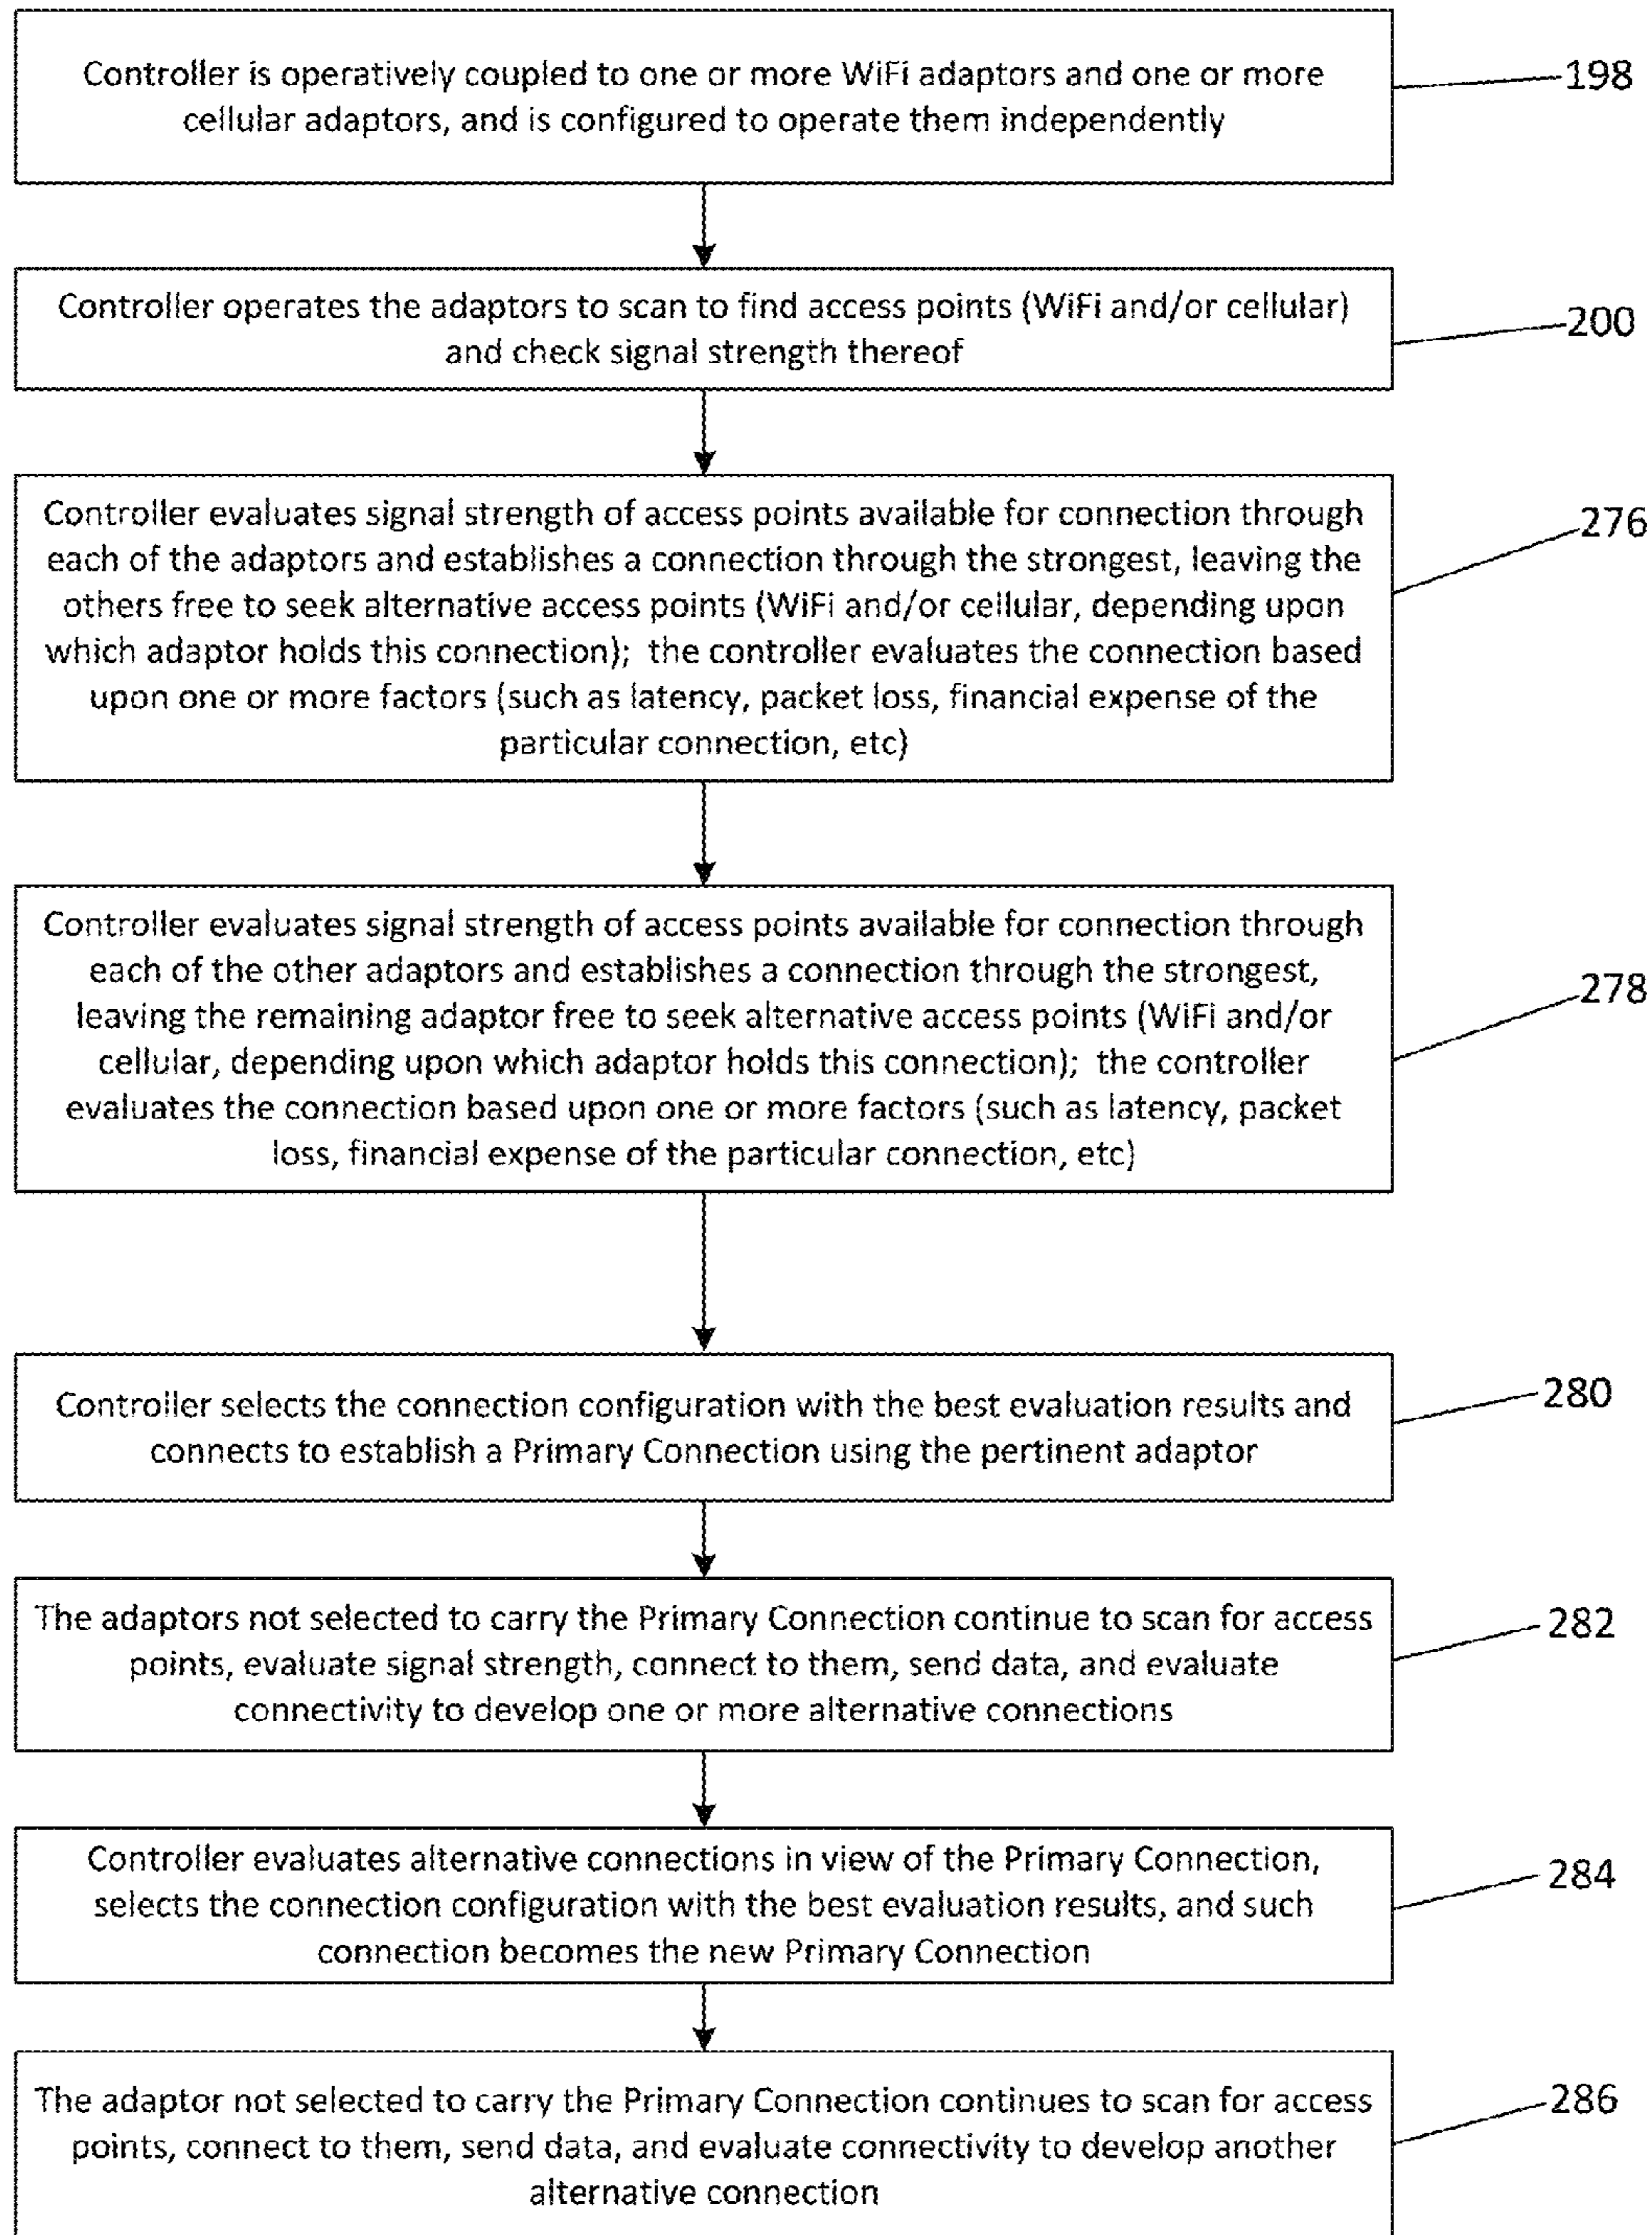 Controller is operatively coupled to one or more WiFi adaptors and one or more
cellular adaptors, and is configured to operate them independently
198
Controller operates the adaptors to scan to find access points (WiFi and/or cellular)
and check signal strength thereof
200
Controller evaluates signal strength of access points available for connection through
each of the adaptors and establishes a connection through the strongest, leaving the
others free to seek alternative access points (WiFi and/or cellular, depending upon
which adaptor holds this connection);  the controller evaluates the connection based
upon one or more factors (such as latency, packet loss, financial expense of the
particular connection, etc)
276
Controller evaluates signal strength of access points available for connection through
each of the other adaptors and establishes a connection through the strongest,
leaving the remaining adaptor free to seek alternative access points (WiFi and/or
cellular, depending upon which adaptor holds this connection);  the controller
evaluates the connection based upon one or more factors (such as latency, packet
loss, financial expense of the particular connection, etc)
278
Controller selects the connection configuration with the best evaluation results and
connects to establish a Primary Connection using the pertinent adaptor
280
The adaptors not selected to carry the Primary Connection continue to scan for access
points, evaluate signal strength, connect to them, send data, and evaluate
connectivity to develop one or more alternative connections
282
Controller evaluates alternative connections in view of the Primary Connection,
selects the connection configuration with the best evaluation results, and such
connection becomes the new Primary Connection
284
The adaptor not selected to carry the Primary Connection continues to scan for access
points, connect to them, send data, and evaluate connectivity to develop another
alternative connection
286